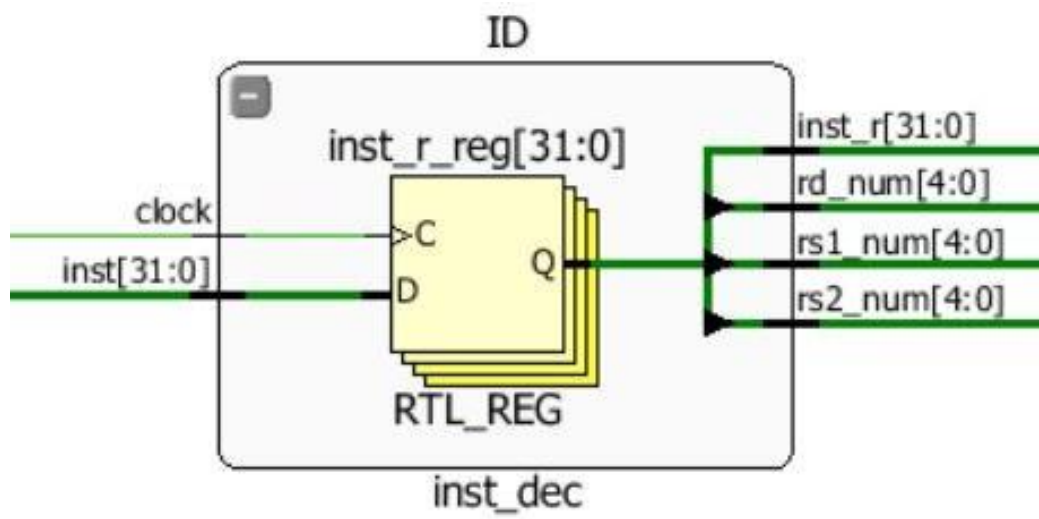 ID
inst_r_reg[31:0]
clock
C
inst[31:0]
D
Q
RTL_REG
inst_dec
inst_r[31:0]
rd_num[4:0]
rs1_num[4:0]
rs2_num[4:0]